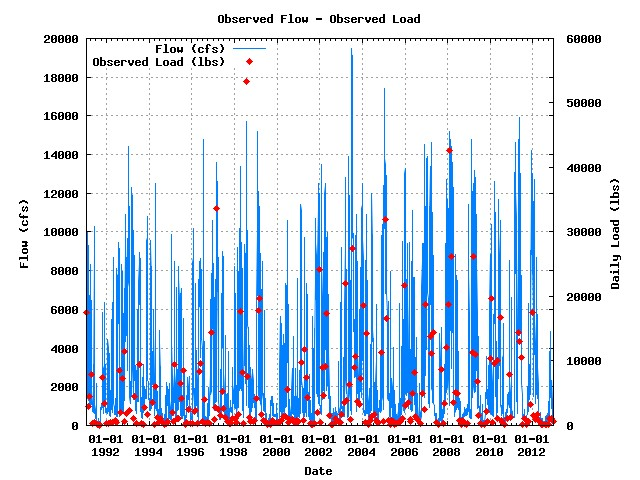 Observed Flow - Observed Load
20000 60000
Flow (cfs)
Observed Load (lbs)
18000
50000
16000
14000
40000
12000
Flow (cfs)
10000
30000
Daily Load (lbs)
8000
20000
6000
4000
10000
2000
0 0
01-01 01-01 01-01 01-01 01-01 01-01 01-01 01-01 01-01 01-01 01-01
1992 1994 1996 1998 2000 2002 2004 2006 2008 2010 2012
Date